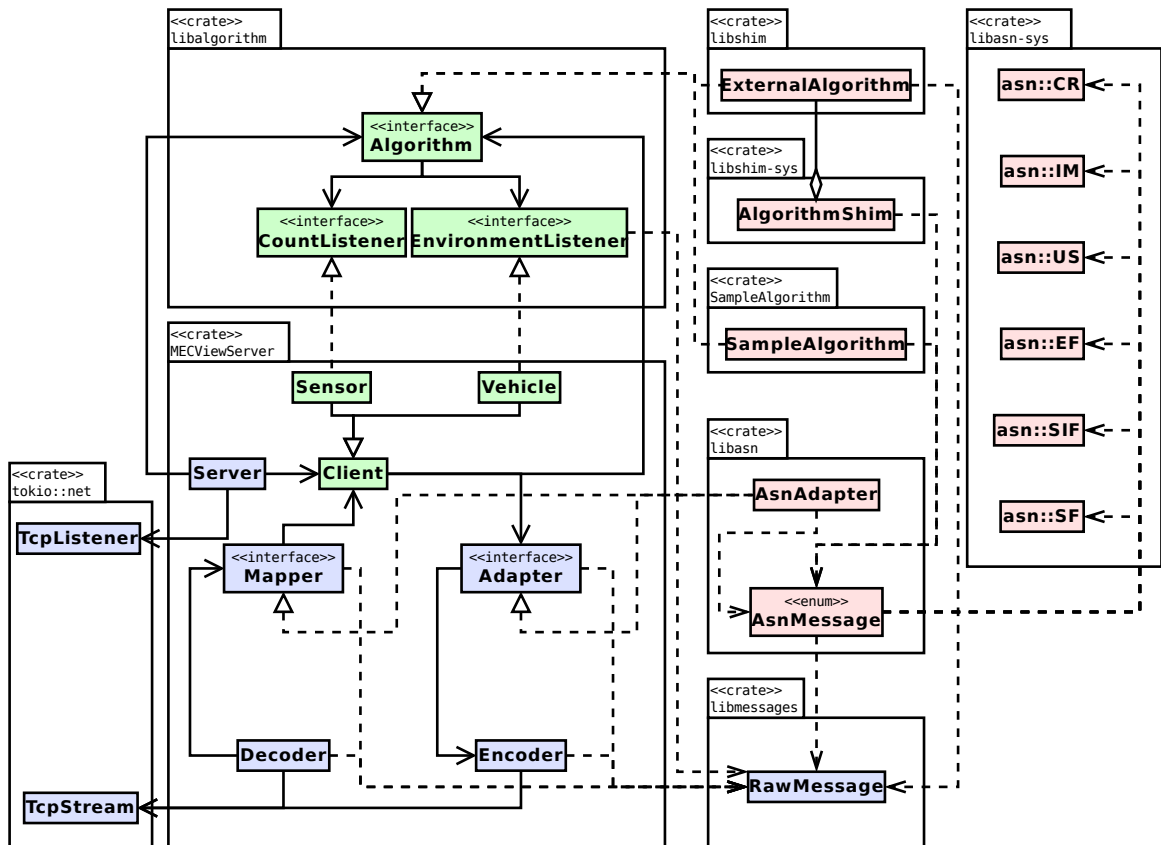 <<crate>>
libalgorithm
<<interface>>
Algorithm
<<interface>>
CountListener
<<interface>>
EnvironmentListener
<<crate>>
MECViewServer
Sensor
Vehicle
Server
Client
<<interface>>
Mapper
<<interface>>
Adapter
Decoder
Encoder
<<crate>>
tokio::net
TcpListener
TcpStream
<<crate>>
libshim
ExternalAlgorithm
<<crate>>
libshim-sys
AlgorithmShim
<<crate>>
SampleAlgorithm
SampleAlgorithm
<<crate>>
libasn
AsnAdapter
<<enum>>
AsnMessage
<<crate>>
libmessages
RawMessage
<<crate>>
libasn-sys
asn::CR
asn::IM
asn::US
asn::EF
asn::SIF
asn::SF